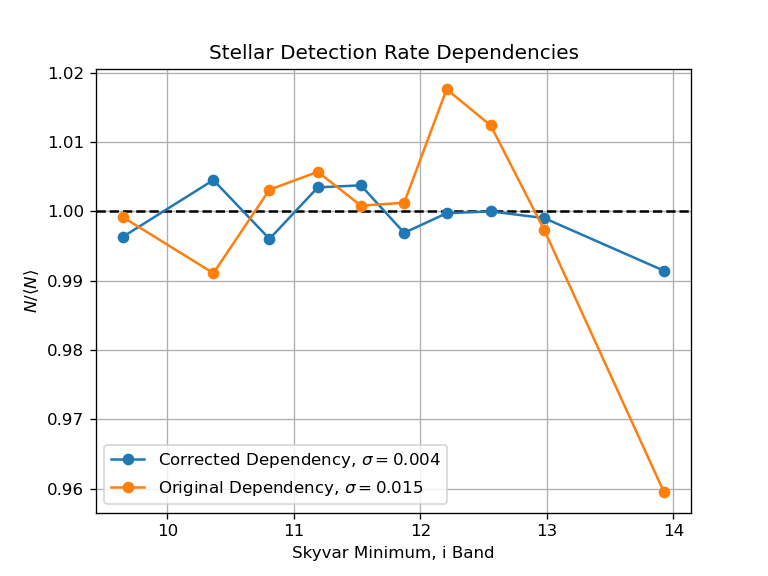 Stellar Detection Rate Dependencies
1.02
1.01
1.00
0.99
0.98
0.97
0.96
N/⟨N⟩
Corrected Dependency, σ = 0.004
Original Dependency, σ = 0.015
10 11 12 13 14
Skyvar Minimum, i Band